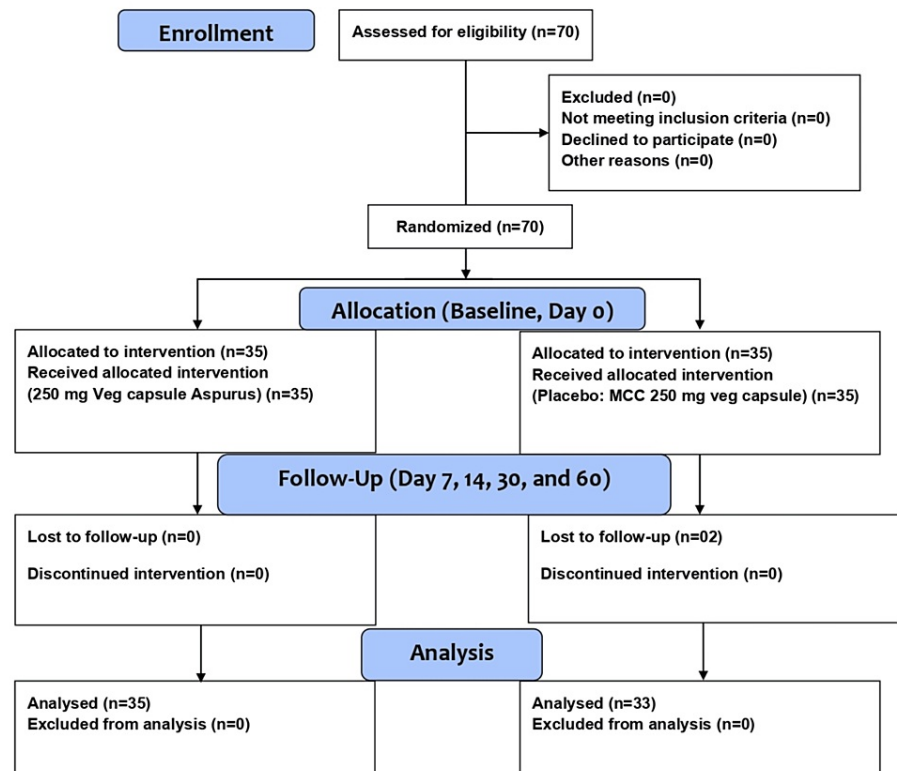 Enrollment
Assessed for eligibility (n=70)
Excluded (n=0)
Not meeting inclusion criteria (n=0)
Declined to participate (n=0)
Other reasons (n=0)
Randomized (n=70)
Allocation (Baseline, Day 0)
Allocated to intervention (n=35)
Received allocated intervention
(250 mg Veg capsule Aspurus) (n=35)
Allocated to intervention (n=35)
Received allocated intervention
(Placebo: MCC 250 mg veg capsule) (n=35)
Follow-Up (Day 7, 14, 30, and 60)
Lost to follow-up (n=0)
Discontinued intervention (n=0)
Lost to follow-up (n=02)
Discontinued intervention (n=0)
Analysis
Analysed (n=35)
Excluded from analysis (n=0)
Analysed (n=33)
Excluded from analysis (n=0)